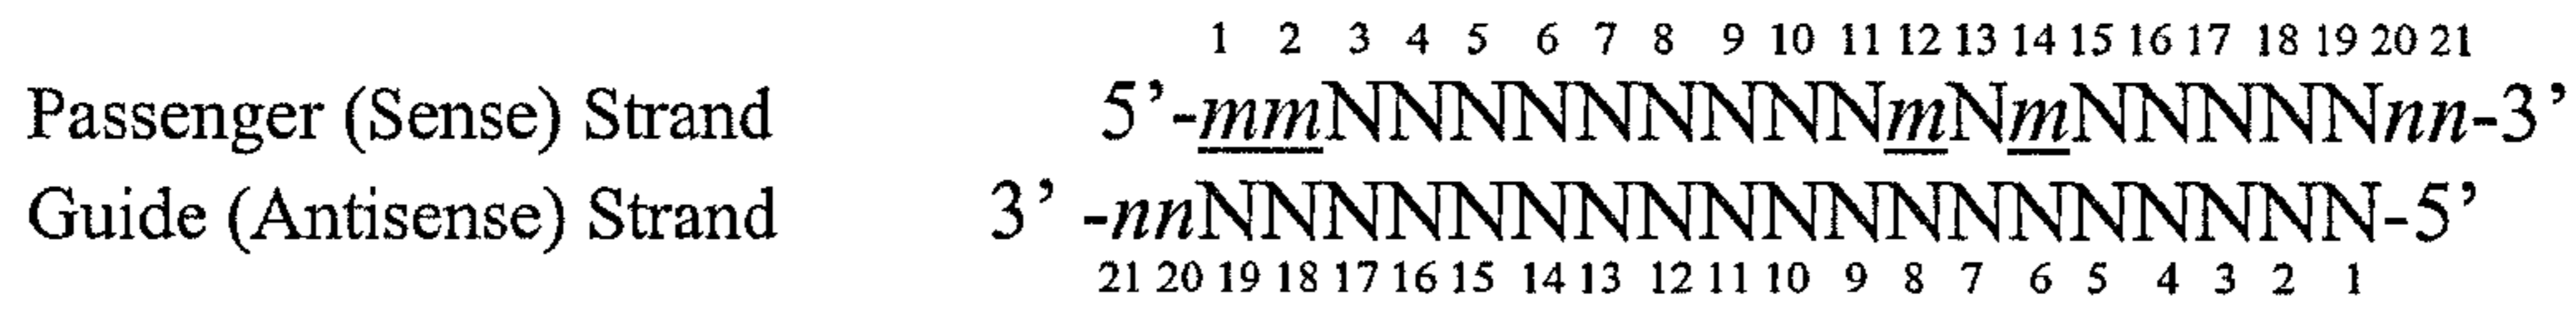 1 2 3 4 5 6 7 8 9 10 11 12 13 14 15 16 17 18 19 20 21
Passenger (Sense) Strand 5’-mmNNNNNNNNNmNmNNNNNnn-3’
Guide (Antisense) Strand 3’ -nnNNNNNNNNNNNNNNNNNNN-5’
21 20 19 18 17 16 15 14 13 12 11 10 9 8 7 6 5 4 3 2 1